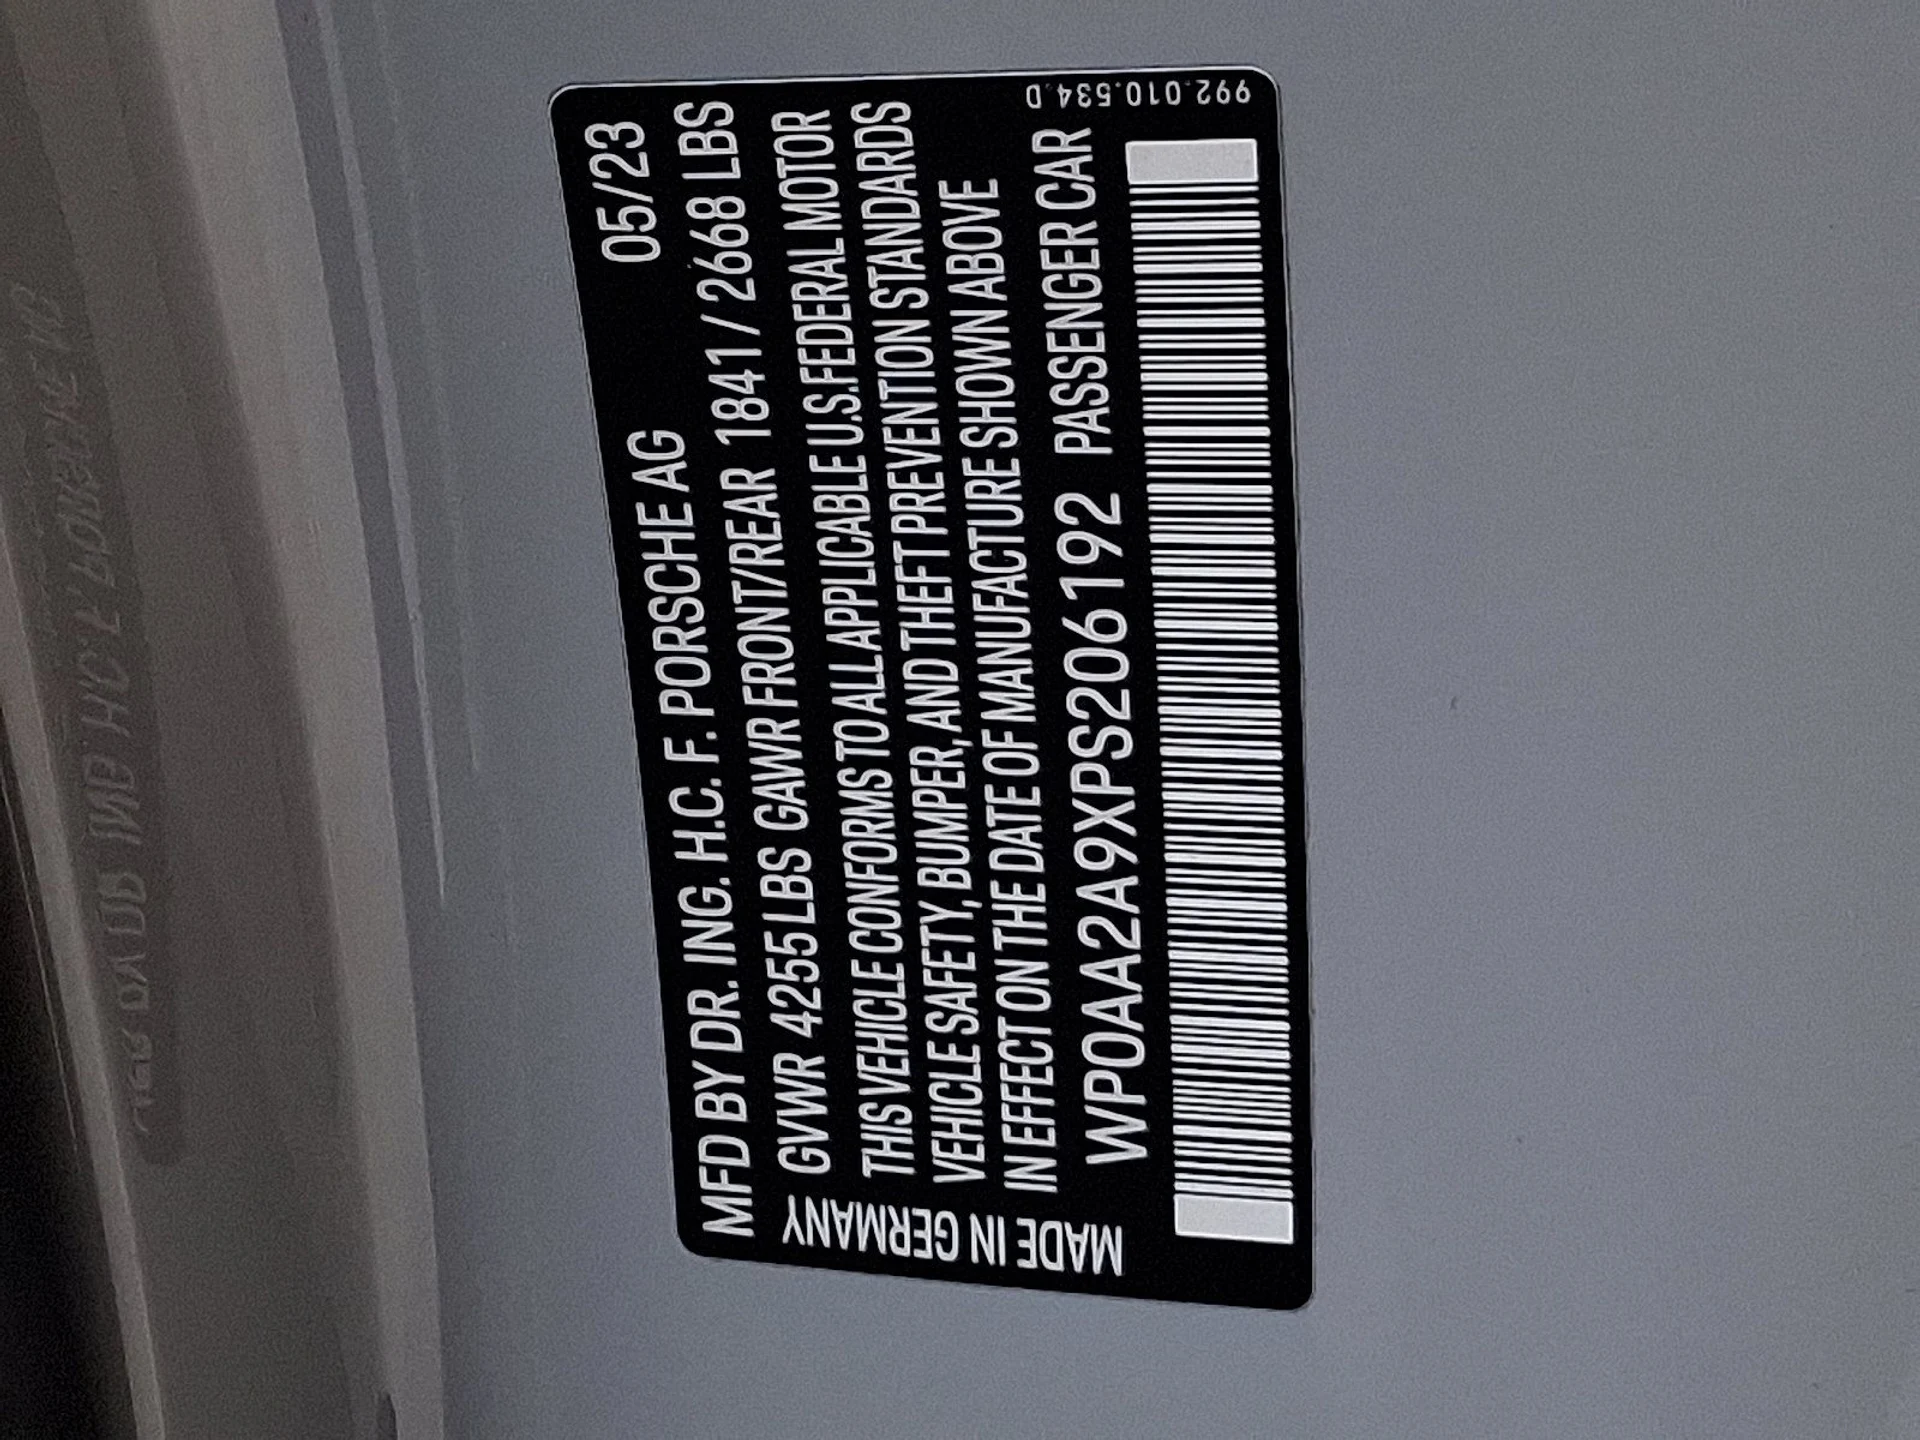 MFD BY DR. ING. H.C. F. PORSCHE AG 05/23
GVWR 4255 LBS GAWR FRONT/REAR 1841 / 2668 LBS
THIS VEHICLE CONFORMS TO ALL APPLICABLE U.S. FEDERAL MOTOR
VEHICLE SAFETY, BUMPER, AND THEFT PREVENTION STANDARDS
IN EFFECT ON THE DATE OF MANUFACTURE SHOWN ABOVE
WP0AA2A9XPS206192 PASSENGER CAR
MADE IN GERMANY
992.010.534.D